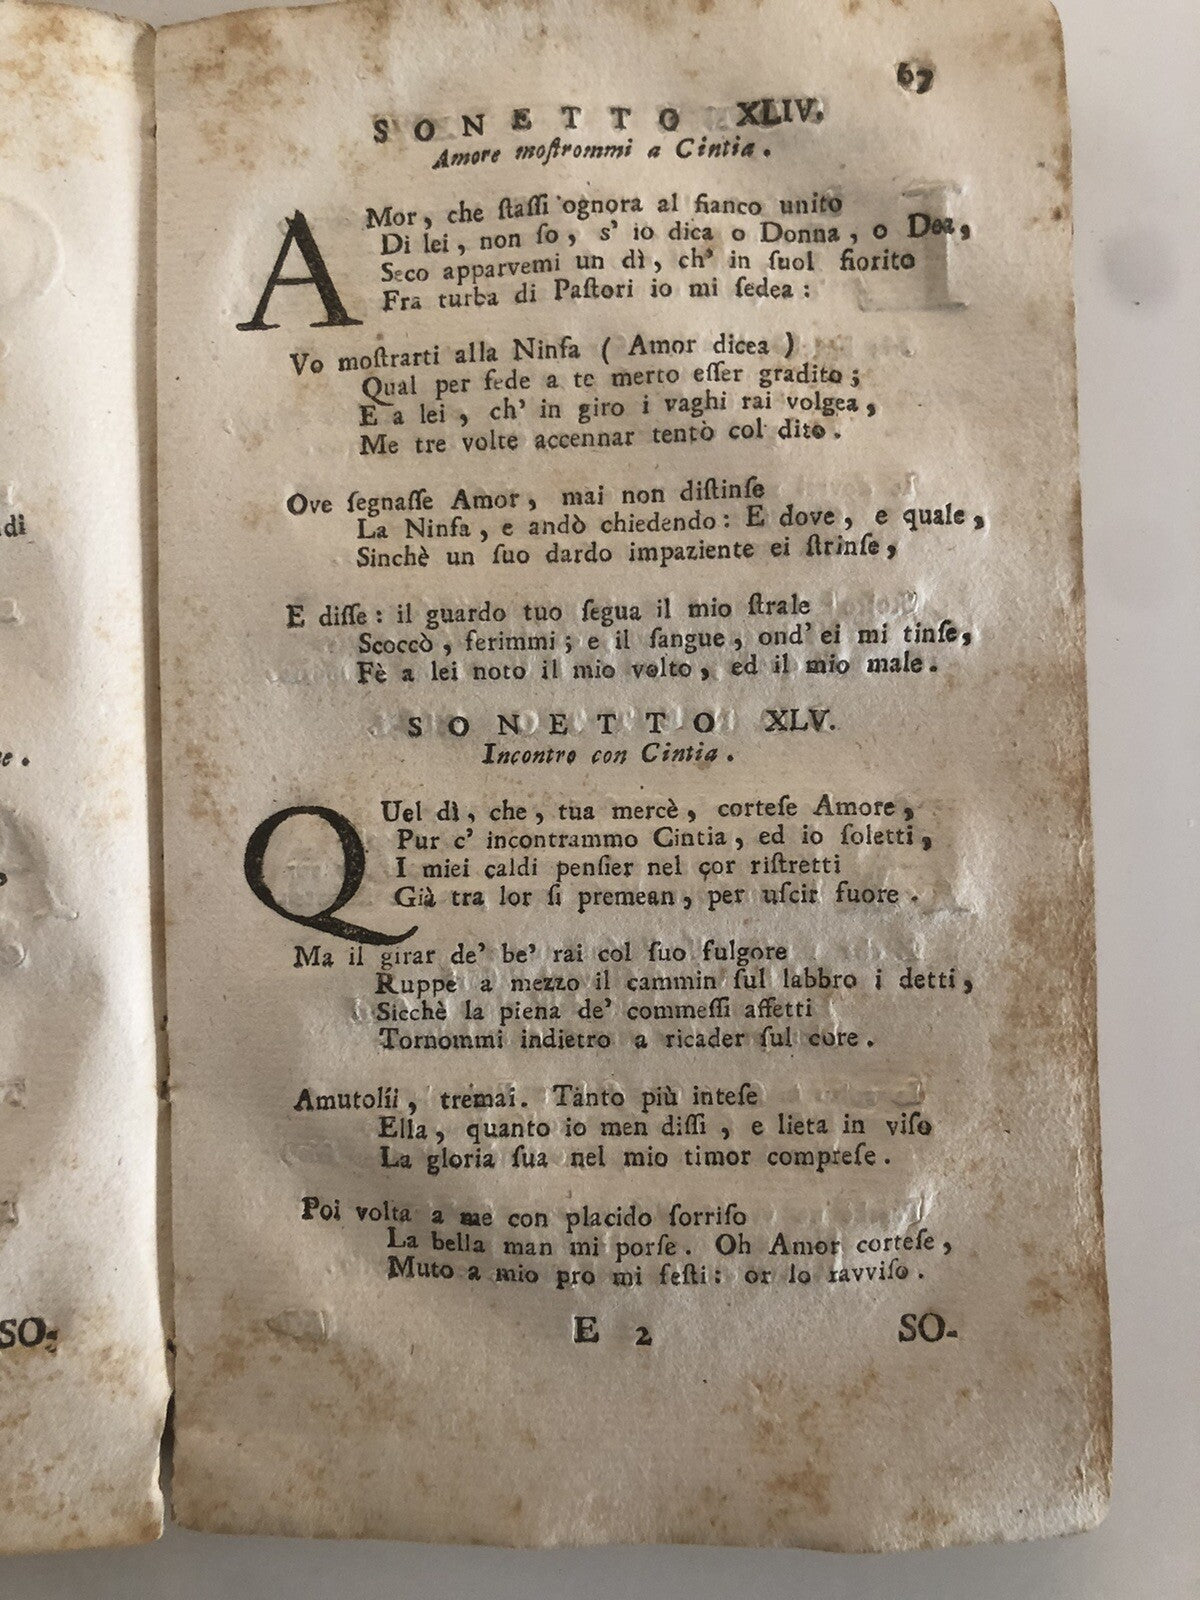 di
e.
,
SO-
67
SONETTO XLIV.
Amore moſtrommi a Cintia.
AMor, che ſtaſſi ognora al fianco unito
Di lei, non ſo, s' io dica o Donna, o Dea,
Seco apparvemi un dì, ch' in ſuol fiorito
Fra turba di Paſtori io mi ſedea:
Vo moſtrarti alla Ninfa (Amor dicea)
Qual per fede a te merto eſſer gradito;
E a lei, ch' in giro i vaghi rai volgea,
Me tre volte accennar tentò col dito.
Ove ſegnaſſe Amor, mai non diſtinſe
La Ninfa, e andò chiedendo: E dove, e quale,
Sinchè un ſuo dardo impaziente ei ſtrinſe,
E diſſe: il guardo tuo ſegua il mio ſtrale
Scoccò, ferimmi; e il ſangue, ond' ei mi tinſe,
Fè a lei noto il mio volto, ed il mio male.
SONETTO XLV.
Incontro con Cintia.
QUel dì, che, tua mercè, corteſe Amore,
Pur c' incontrammo Cintia, ed io ſoletti,
I miei caldi penſier nel cor riſtretti
Già tra lor ſi premean, per uſcir fuore.
Ma il girar de' be' rai col ſuo fulgore
Ruppe a mezzo il cammin ſul labbro i detti,
Sicchè la piena de' commeſſi affetti
Tornommi indietro a ricader ſul core.
Amutolíi, tremai. Tanto più inteſe
Ella, quanto io men diſſi, e lieta in viſo
La gloria ſua nel mio timor compreſe.
Poi volta a me con placido ſorriſo
La bella man mi porſe. Oh Amor corteſe,
Muto a mio pro mi feſti: or lo ravviſo.
E 2
SO-